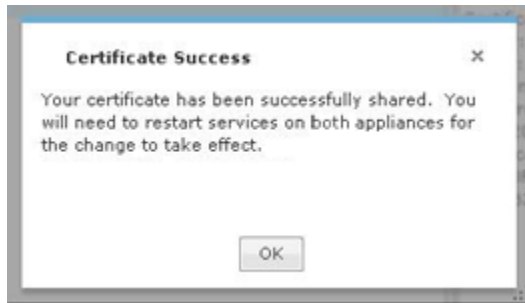 Certificate Success
Your certificate has been successfully shared. You
will need to restart services on both appliances for
the change to take effect.
OK